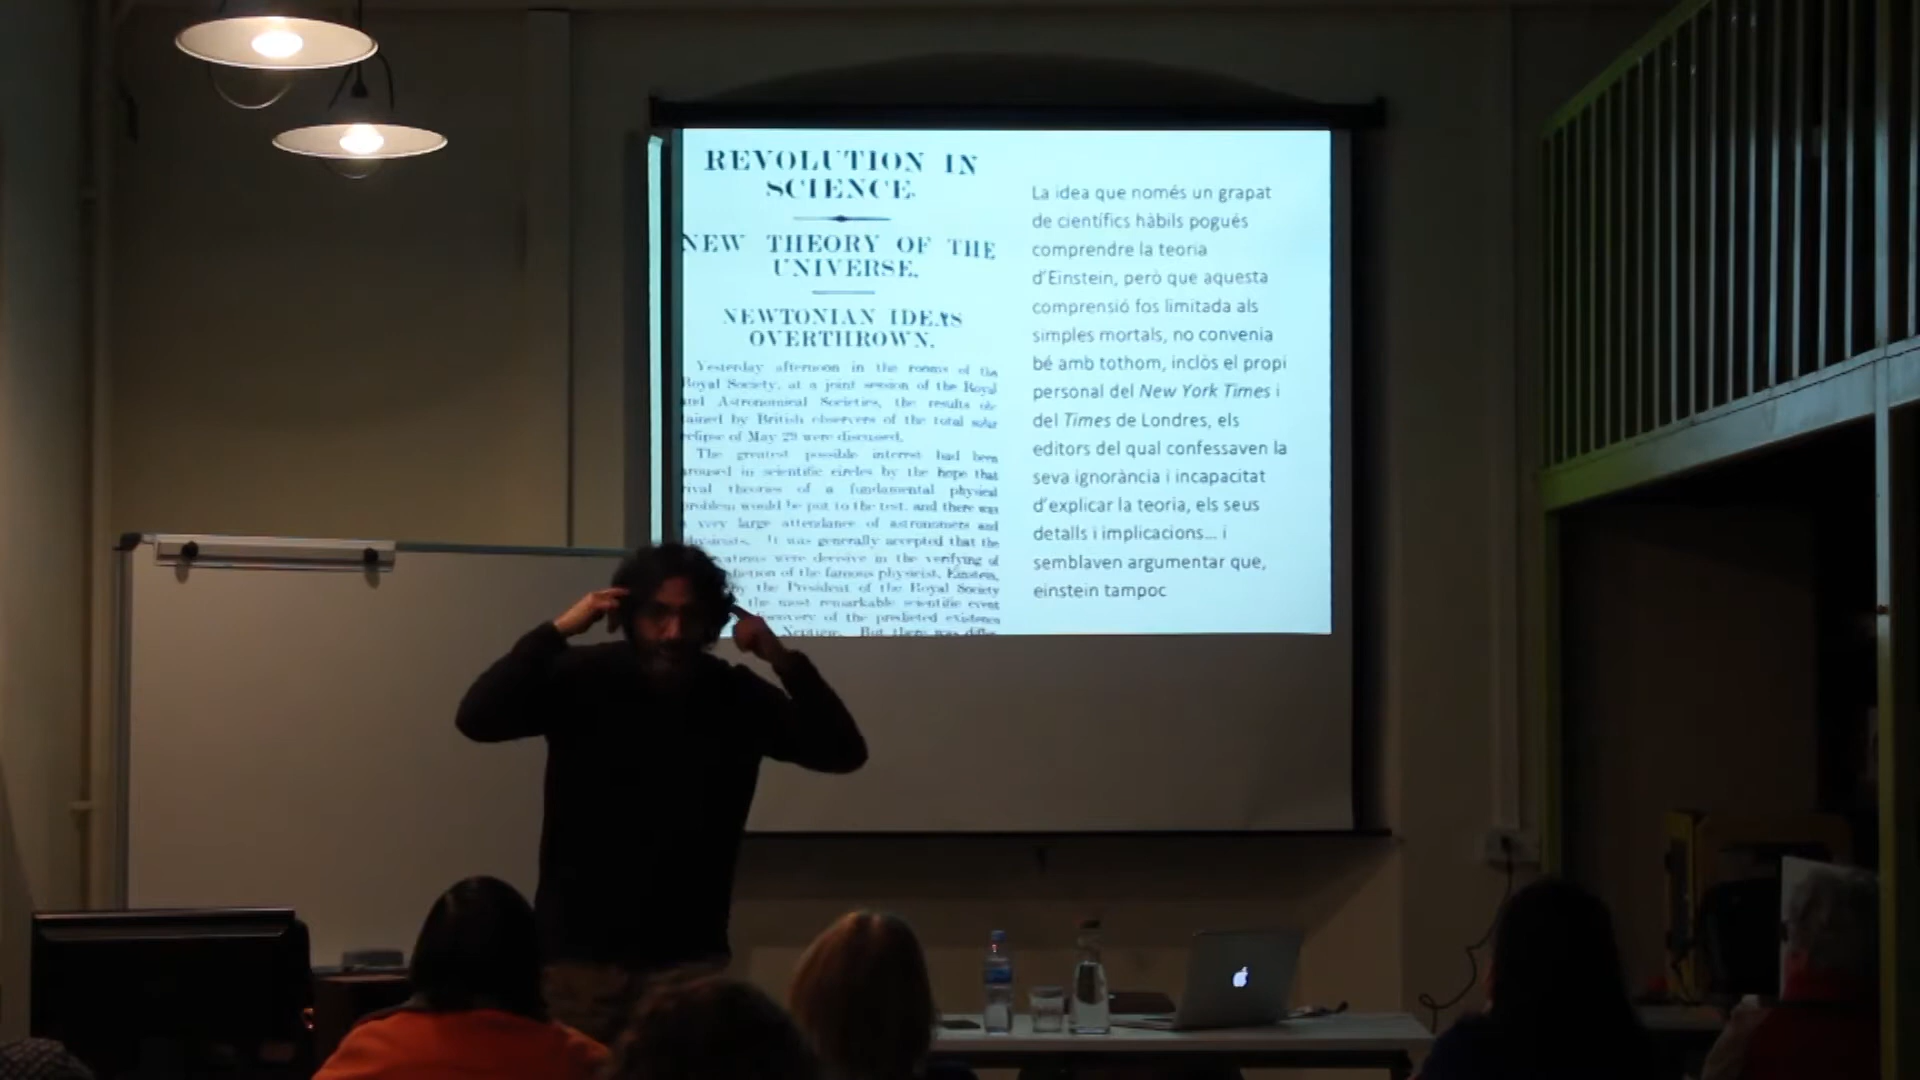 REVOLUTION IN
SCIENCE.
NEW THEORY OF THE
UNIVERSE.
NEWTONIAN IDEAS
OVERTHROWN.
Yesterday afternoon in the rooms of the
Royal Society, at a joint session of the Royal
and Astronomical Societies, the results ob-
tained by British observers of the total solar
eclipse of May 29 were discussed.
The greatest possible interest had been
aroused in scientific circles by the hope that
rival theories of a fundamental physical
problem would be put to the test, and there was
a very large attendance of astronomers and
physicists. It was generally accepted that the
were decisive in the verifying of
of the famous physicist, Einstein,
by the President of the Royal Society
the most remarkable scientific event
discovery of the predicted existence
Neptune. But there was
La idea que només un grapat
de científics hàbils pogués
comprendre la teoria
d'Einstein, però que aquesta
comprensió fos limitada als
simples mortals, no convenia
bé amb tothom, inclòs el propi
personal del New York Times i
del Times de Londres, els
editors del qual confessaven la
seva ignorància i incapacitat
d'explicar la teoria, els seus
detalls i implicacions... i
semblaven argumentar que,
einstein tampoc